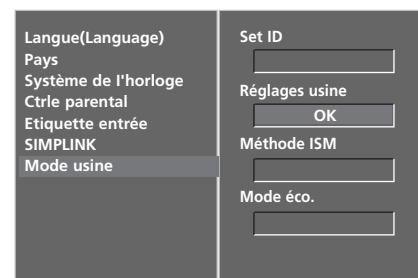 Langue(Language)
Pays
Système de l'horloge
Ctrle parental
Etiquette entrée
SIMPLINK
Mode usine
Set ID
Réglages usine
OK
Méthode ISM
Mode éco.